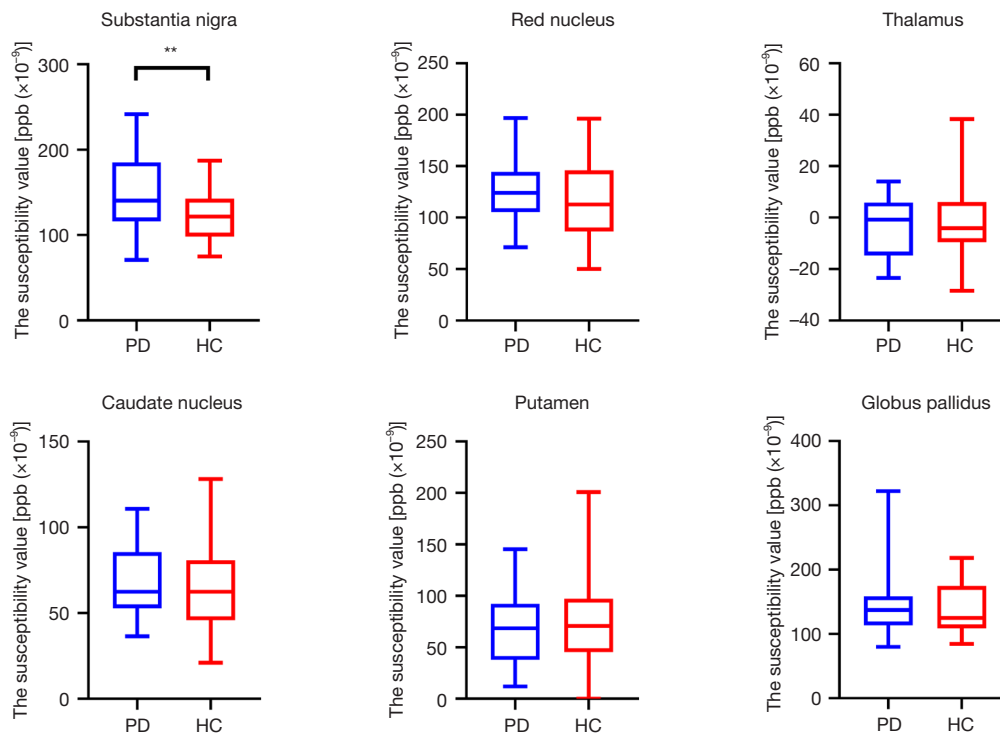 Substantia nigra
The susceptibility value [ppb (×10⁻⁹)]
300
200
100
0
**
PD
HC
Red nucleus
The susceptibility value [ppb (×10⁻⁹)]
250
200
150
100
50
0
PD
HC
Thalamus
The susceptibility value [ppb (×10⁻⁹)]
60
40
20
0
–20
–40
PD
HC
Caudate nucleus
The susceptibility value [ppb (×10⁻⁹)]
150
100
50
0
PD
HC
Putamen
The susceptibility value [ppb (×10⁻⁹)]
250
200
150
100
50
0
PD
HC
Globus pallidus
The susceptibility value [ppb (×10⁻⁹)]
400
300
200
100
0
PD
HC